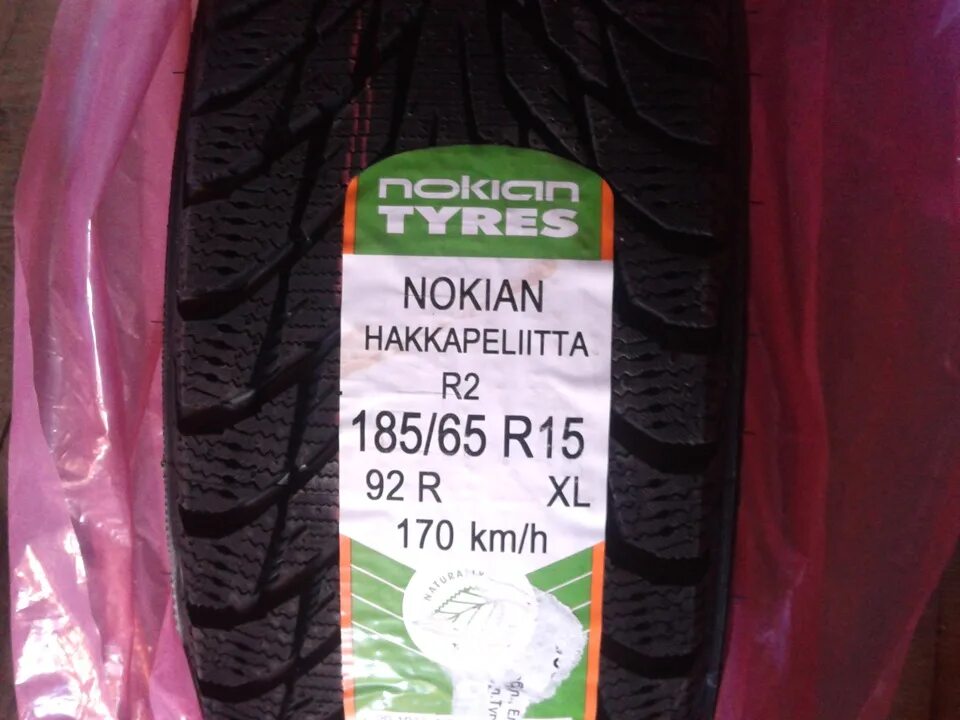 nokian
TYRES
NOKIAN
HAKKAPELIITTA
R2
185/65 R15
92 R XL
170 km/h